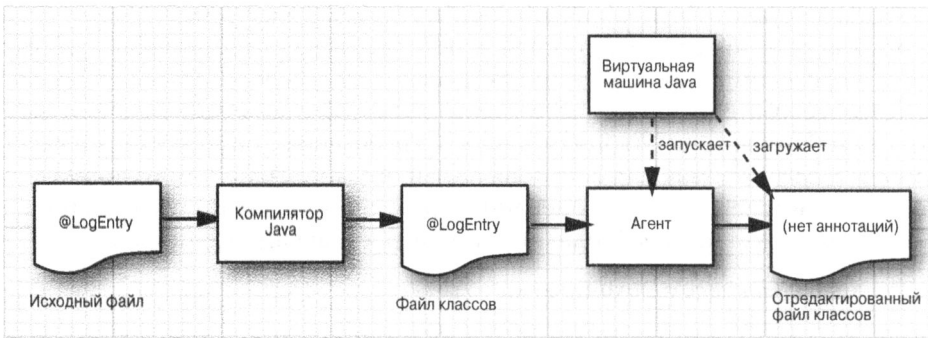 Виртуальная
машина Java
запускает
загружает
@LogEntry
Компилятор
Java
@LogEntry
Агент
(нет аннотаций)
Исходный файл
Файл классов
Отредактированный
файл классов